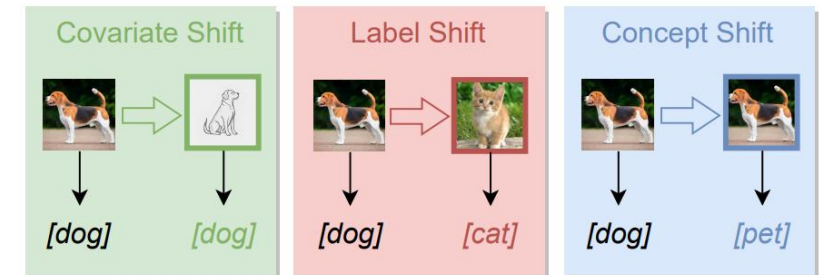 Covariate Shift
[dog]
[dog]
Label Shift
[dog]
[cat]
Concept Shift
[dog]
[pet]